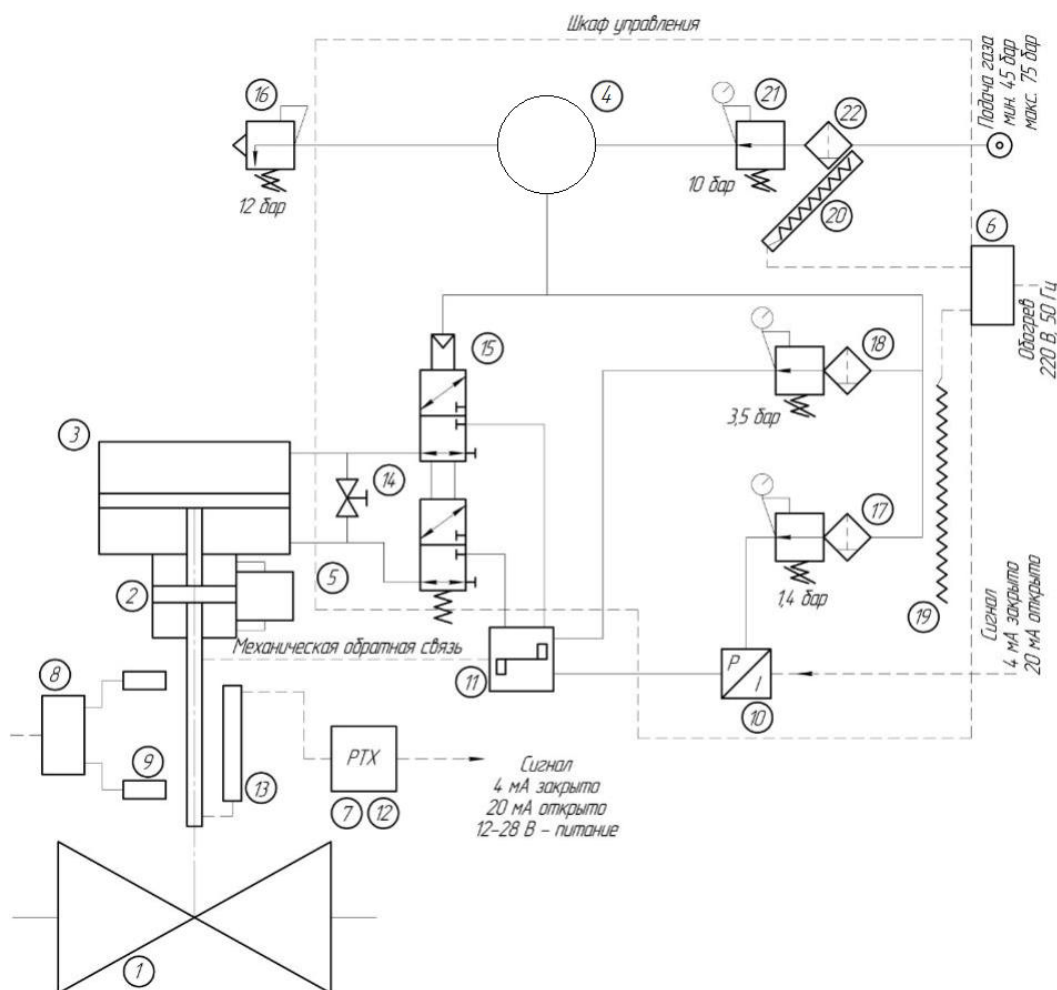 Шкаф управления
16
4
21
22
Подача газа
мин. 45 бар
макс. 75 бар
12 бар
10 бар
20
6
Обогрев
220 В, 50 Гц
15
18
3,5 бар
3
14
17
1,4 бар
5
2
19
Сигнал
4 мА закрыто
20 мА открыто
Механическая обратная связь
11
P
I
10
8
9
13
РТХ
7
12
Сигнал
4 мА закрыто
20 мА открыто
12-28 В - питание
1